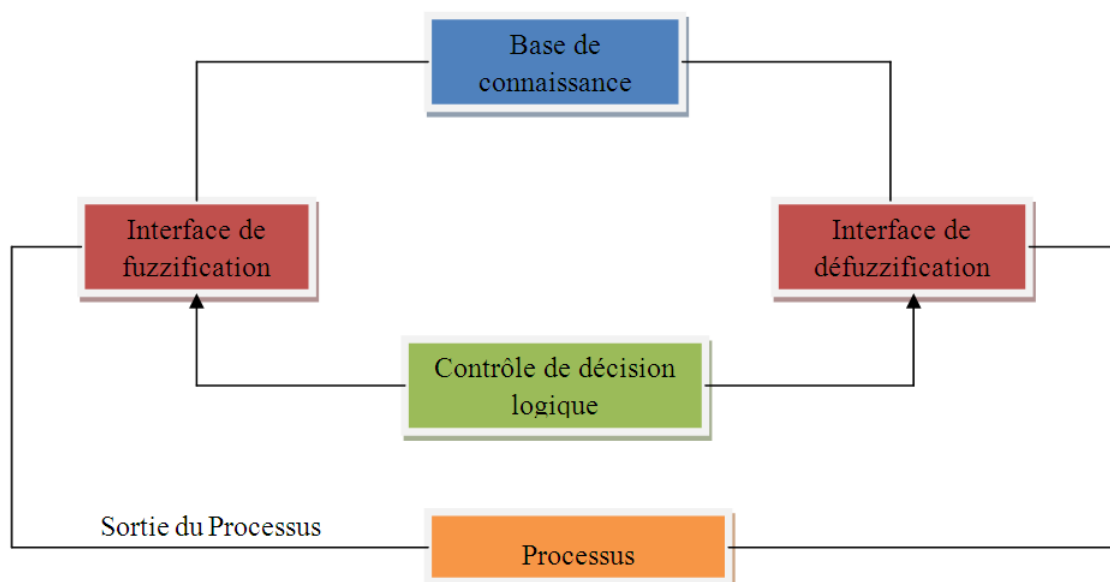 Base de
connaissance
Interface de
fuzzification
Interface de
défuzzification
Contrôle de décision
logique
Sortie du Processus
Processus